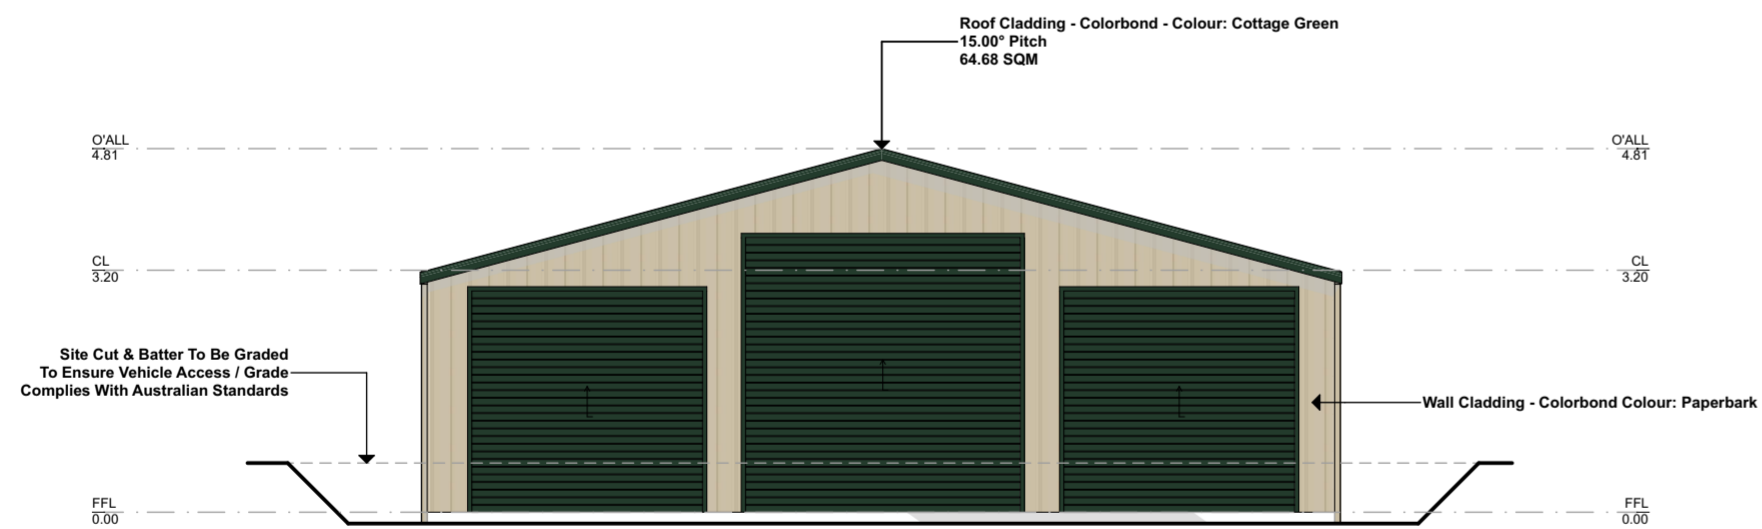 Roof Cladding - Colorbond - Colour: Cottage Green
15.00° Pitch
64.68 SQM
O'ALL
4.81
O'ALL
4.81
CL
3.20
CL
3.20
Site Cut & Batter To Be Graded
To Ensure Vehicle Access / Grade
Complies With Australian Standards
Wall Cladding - Colorbond Colour: Paperbark
FFL
0.00
FFL
0.00